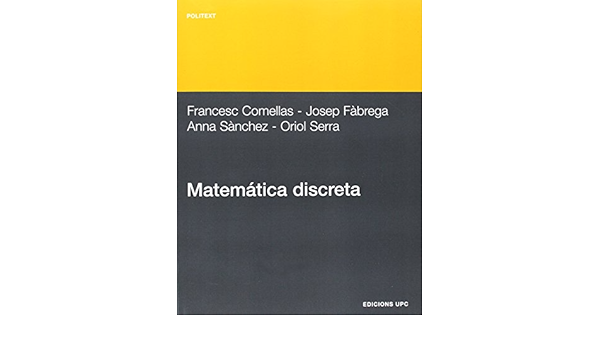 POLITEXT
Francesc Comellas - Josep Fàbrega
Anna Sànchez - Oriol Serra
Matemática discreta
EDICIONS UPC